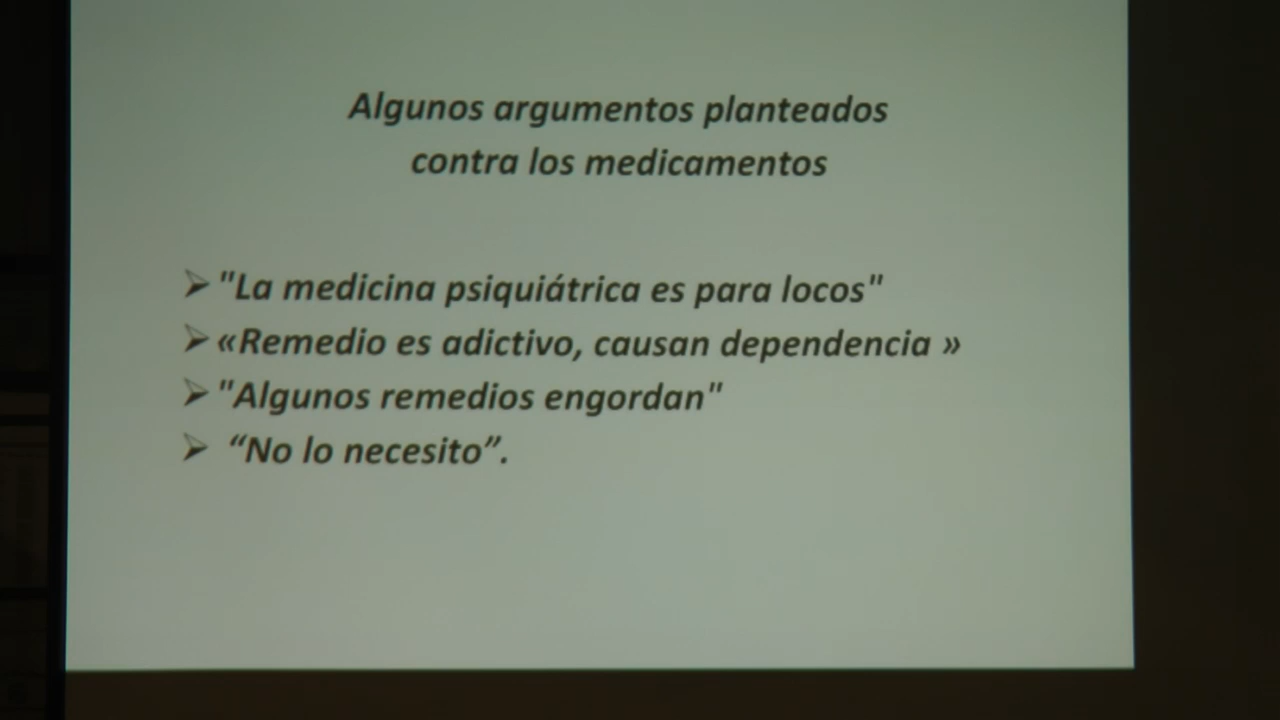 Algunos argumentos planteados
contra los medicamentos
➢"La medicina psiquiátrica es para locos"
➢«Remedio es adictivo, causan dependencia »
➢"Algunos remedios engordan"
➢ “No lo necesito”.